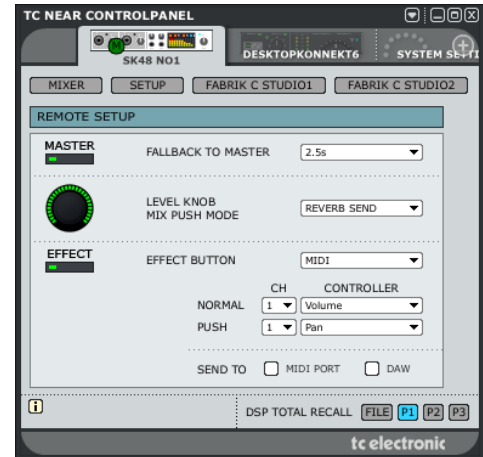 TC NEAR CONTROLPANEL
M
SK48 NO1
DESKTOPKONNEKT6
SYSTEM SETTI
MIXER
SETUP
FABRIK C STUDIO1
FABRIK C STUDIO2
REMOTE SETUP
MASTER
FALLBACK TO MASTER
2.5s
LEVEL KNOB
MIX PUSH MODE
REVERB SEND
EFFECT
EFFECT BUTTON
MIDI
CH CONTROLLER
NORMAL 1 Volume
PUSH 1 Pan
SEND TO MIDI PORT DAW
i
DSP TOTAL RECALL FILE P1 P2 P3
tc electronic